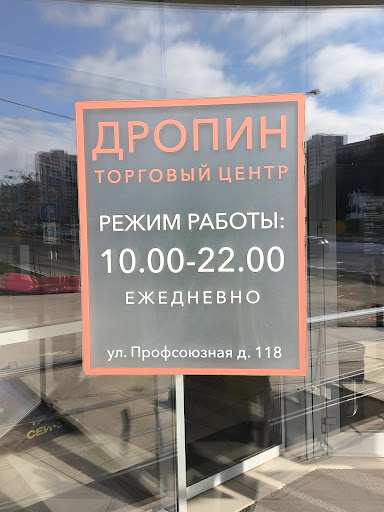 ДРОПИН
ТОРГОВЫЙ ЦЕНТР
РЕЖИМ РАБОТЫ:
10.00-22.00
ЕЖЕДНЕВНО
ул. Профсоюзная д. 118